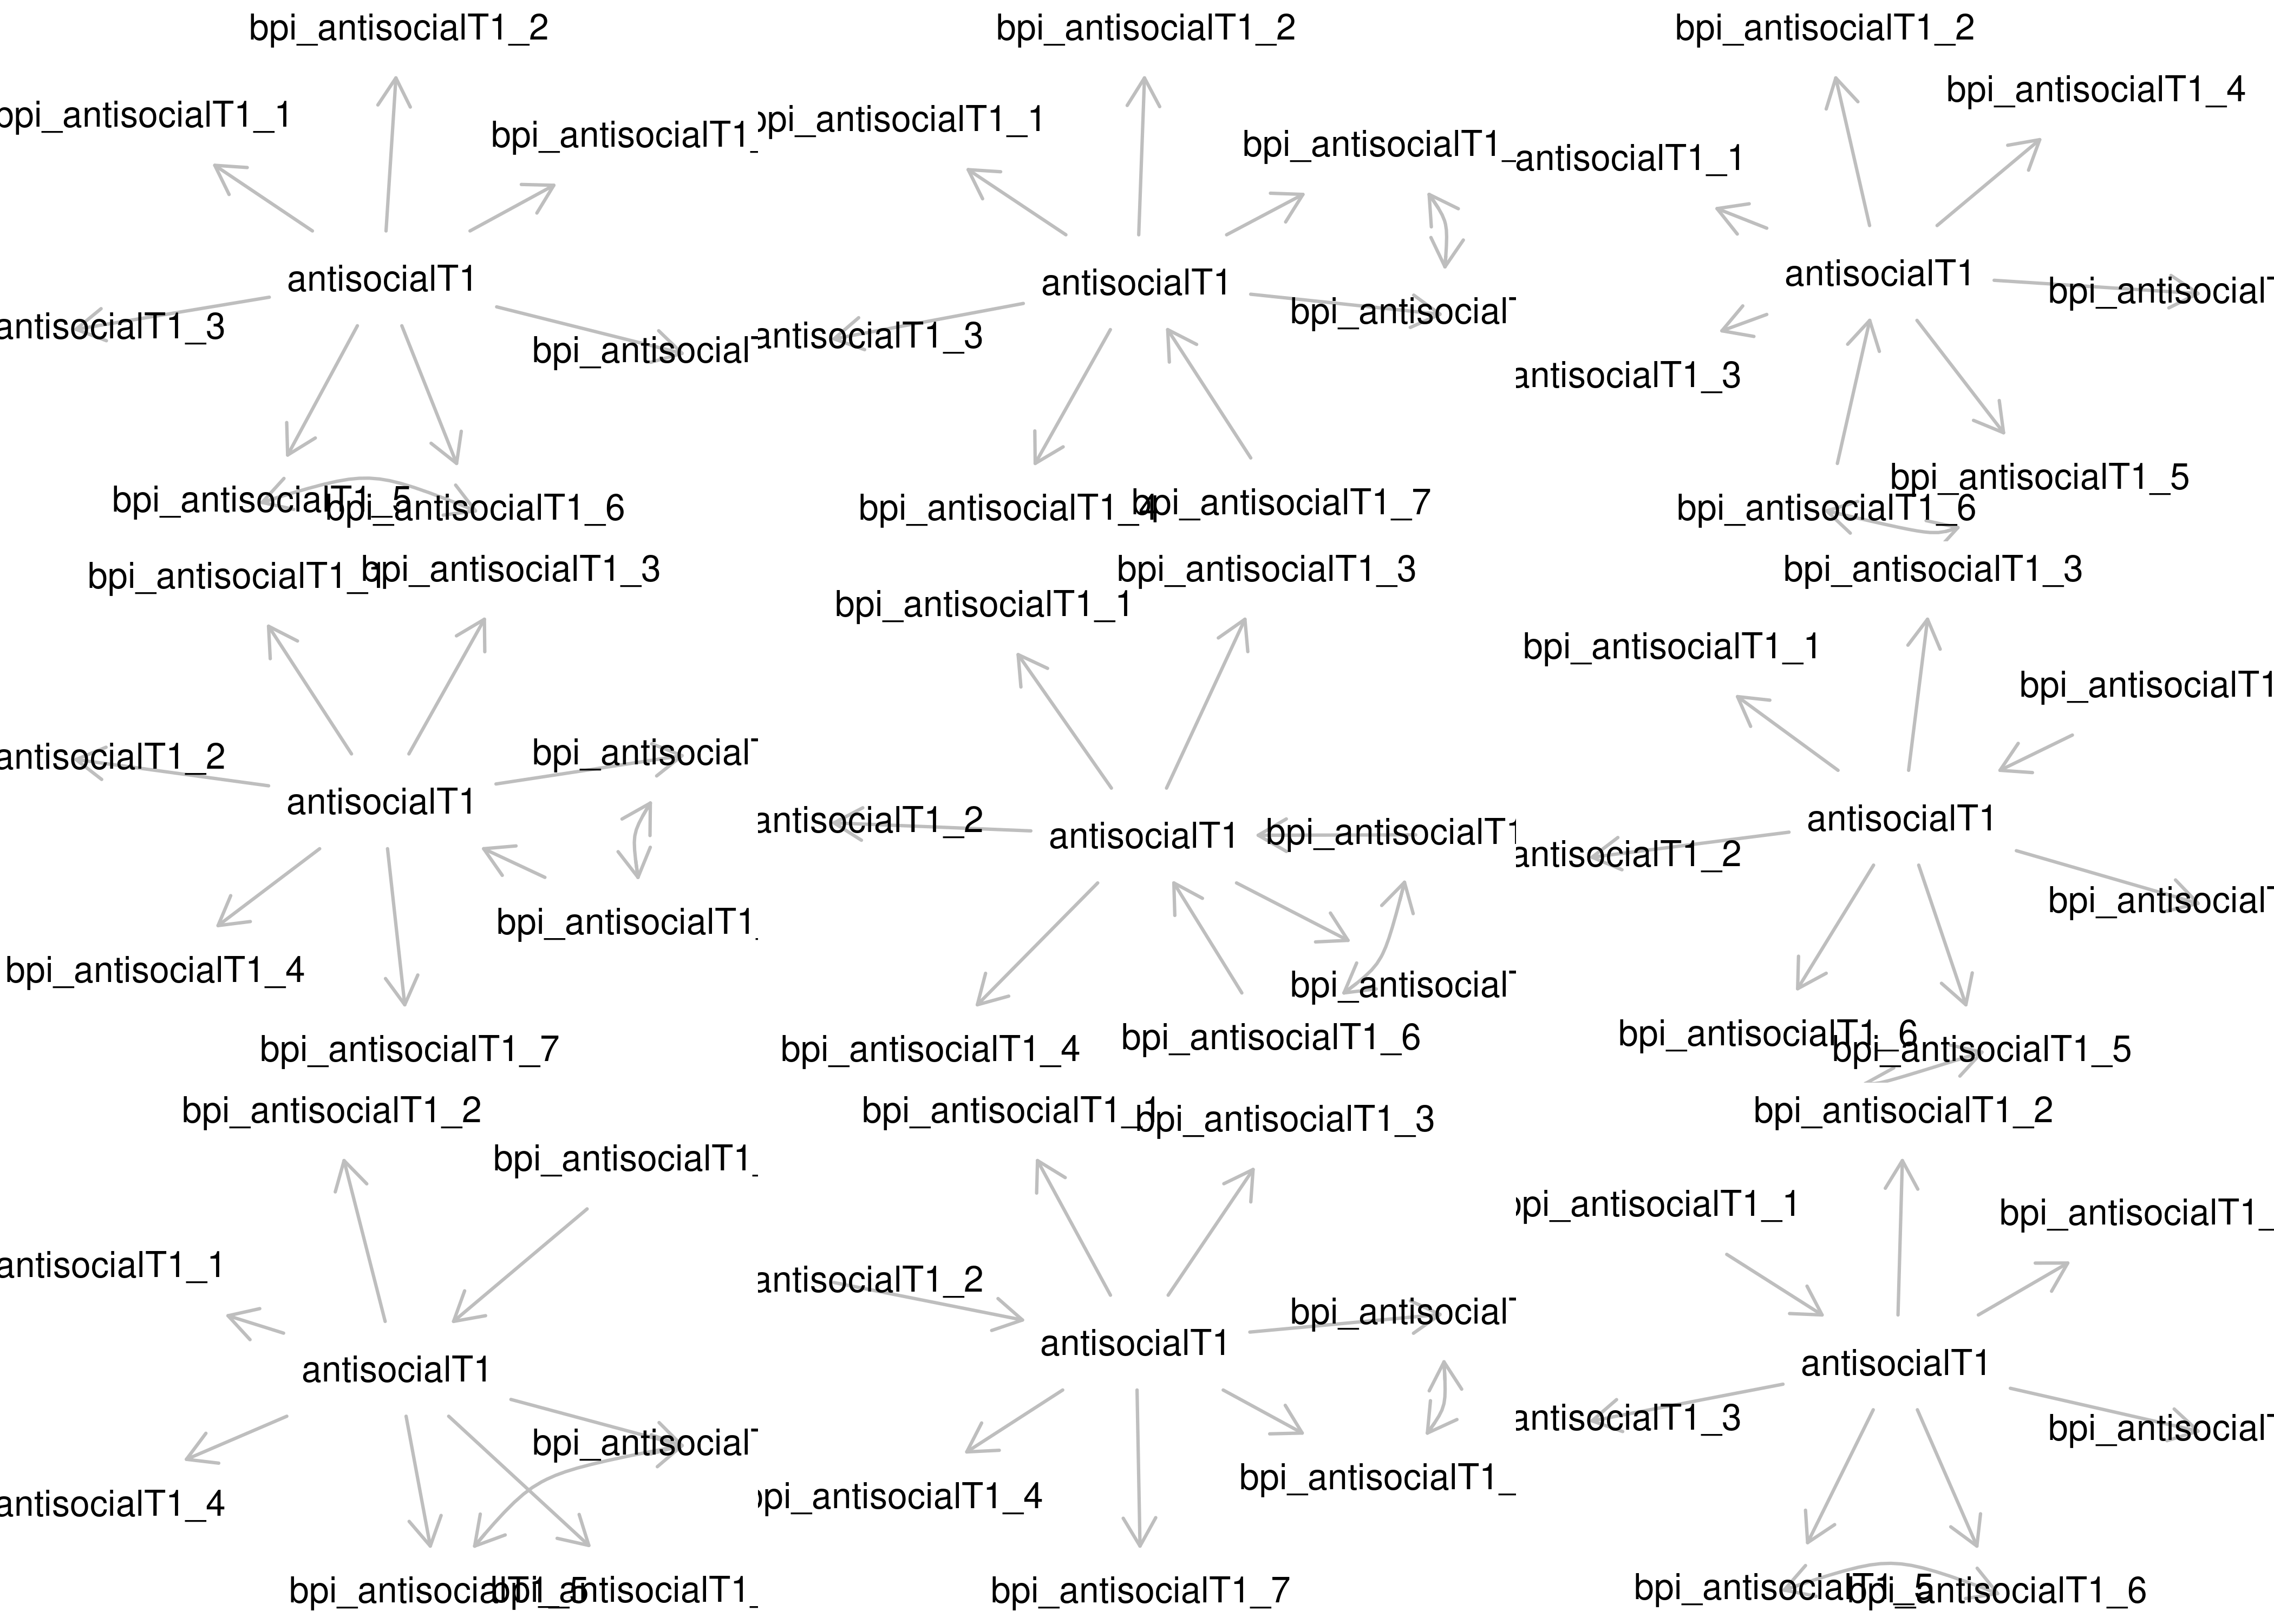 bpi_antisocialT1_2
bpi_antisocialT1_2
bpi_antisocialT1_2
bpi_antisocialT1_4
bpi_antisocialT1_1
bpi_antisocialT1_
bpi_antisocialT1_1
bpi_antisocialT1_
antisocialT1_1
antisocialT1
antisocialT1
antisocialT1
bpi_antisocial
bpi_antisocial
antisocialT1_3
bpi_antisocial
antisocialT1_3
antisocialT1_3
bpi_antisocialT1_5
bpi_antisocialT1_6
bpi_antisocialT1_4
bpi_antisocialT1_7
bpi_antisocialT1_5
bpi_antisocialT1_6
bpi_antisocialT1_1
bpi_antisocialT1_3
bpi_antisocialT1_3
bpi_antisocialT1_3
bpi_antisocialT1_1
bpi_antisocialT1_1
bpi_antisocialT1
antisocialT1_2
bpi_antisocial
antisocialT1
antisocialT1_2
antisocialT1
bpi_antisocialT1
antisocialT1
antisocialT1_2
bpi_antisocialT1_
bpi_antisocial
bpi_antisocialT1_4
bpi_antisocial
bpi_antisocialT1_7
bpi_antisocialT1_4
bpi_antisocialT1_6
bpi_antisocialT1_6
bpi_antisocialT1_5
bpi_antisocialT1_2
bpi_antisocialT1_1
bpi_antisocialT1_3
bpi_antisocialT1_2
bpi_antisocialT1_
bpi_antisocialT1_1
bpi_antisocialT1_
antisocialT1_1
antisocialT1_2
bpi_antisocial
antisocialT1
antisocialT1
antisocialT1
bpi_antisocial
antisocialT1_3
bpi_antisocial
antisocialT1_4
bpi_antisocialT1_4
bpi_antisocialT1_
bpi_antisocialT1_5
bpi_antisocialT1_
bpi_antisocialT1_7
bpi_antisocialT1_5
bpi_antisocialT1_6